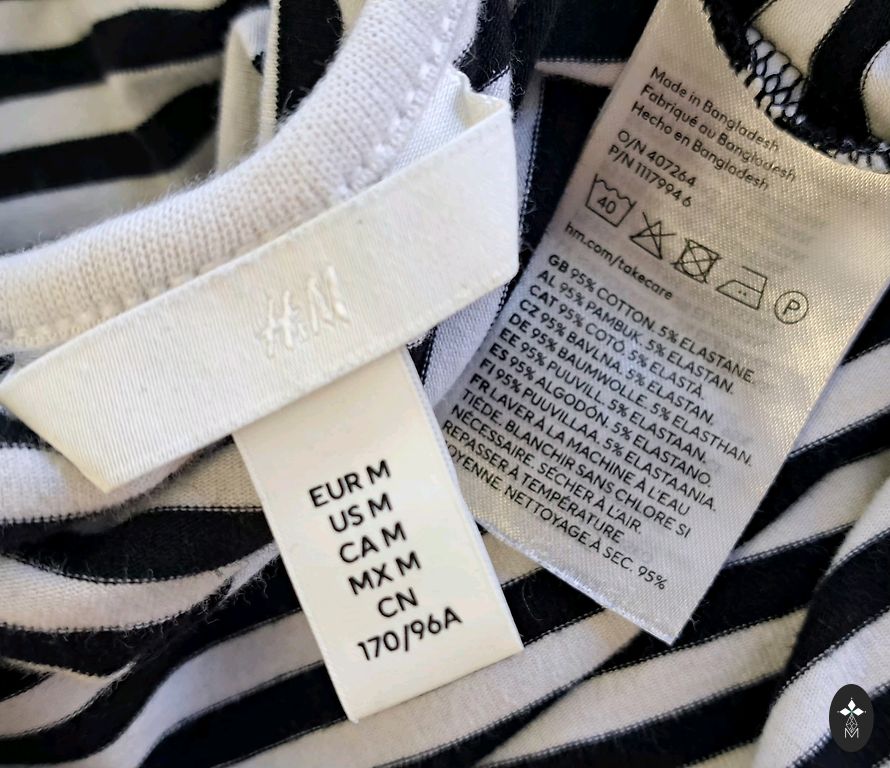 H&M
EUR M
US M
CA M
MX M
CN
170/96A
Made in Bangladesh
Fabriqué au Bangladesh
Hecho en Bangladesh
O/N 407264
P/N 1117994 6
40
P
hm.com/takecare
GB 95% COTTON. 5% ELASTANE.
AL 95% PAMBUK. 5% ELASTAN.
CAT 95% COTÓ. 5% ELASTÀ.
CZ 95% BAVLNA. 5% ELASTAN.
DE 95% BAUMWOLLE. 5% ELASTHAN.
EE 95% PUUVILL. 5% ELASTAAN.
ES 95% ALGODÓN. 5% ELASTANO.
FI 95% PUUVILLAA. 5% ELASTAANIA.
FR LAVER À LA MACHINE À L'EAU
TIÈDE. BLANCHIR SANS CHLORE SI
NÉCESSAIRE. SÉCHER À L'AIR.
REPASSER À TEMPÉRATURE
MOYENNE. NETTOYAGE À SEC. 95%
M